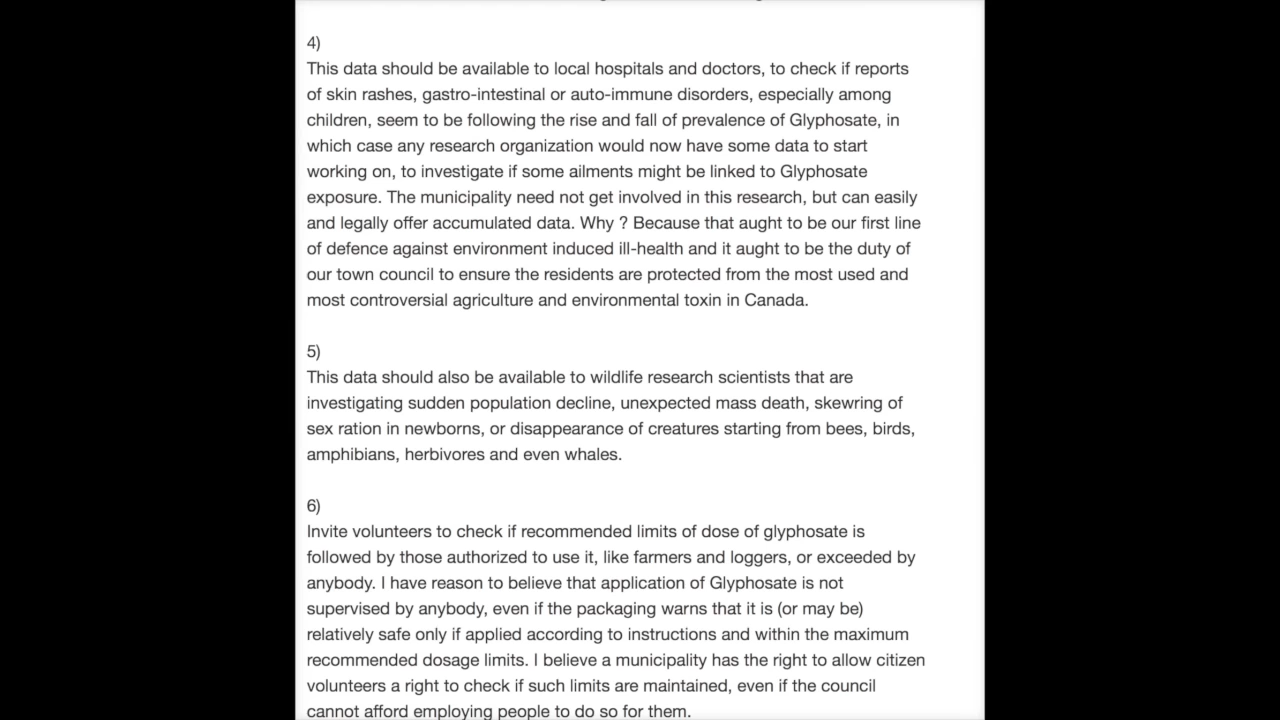 4)
This data should be available to local hospitals and doctors, to check if reports
of skin rashes, gastro-intestinal or auto-immune disorders, especially among
children, seem to be following the rise and fall of prevalence of Glyphosate, in
which case any research organization would now have some data to start
working on, to investigate if some ailments might be linked to Glyphosate
exposure. The municipality need not get involved in this research, but can easily
and legally offer accumulated data. Why ? Because that aught to be our first line
of defence against environment induced ill-health and it aught to be the duty of
our town council to ensure the residents are protected from the most used and
most controversial agriculture and environmental toxin in Canada.
5)
This data should also be available to wildlife research scientists that are
investigating sudden population decline, unexpected mass death, skewring of
sex ration in newborns, or disappearance of creatures starting from bees, birds,
amphibians, herbivores and even whales.
6)
Invite volunteers to check if recommended limits of dose of glyphosate is
followed by those authorized to use it, like farmers and loggers, or exceeded by
anybody. I have reason to believe that application of Glyphosate is not
supervised by anybody, even if the packaging warns that it is (or may be)
relatively safe only if applied according to instructions and within the maximum
recommended dosage limits. I believe a municipality has the right to allow citizen
volunteers a right to check if such limits are maintained, even if the council
cannot afford employing people to do so for them.